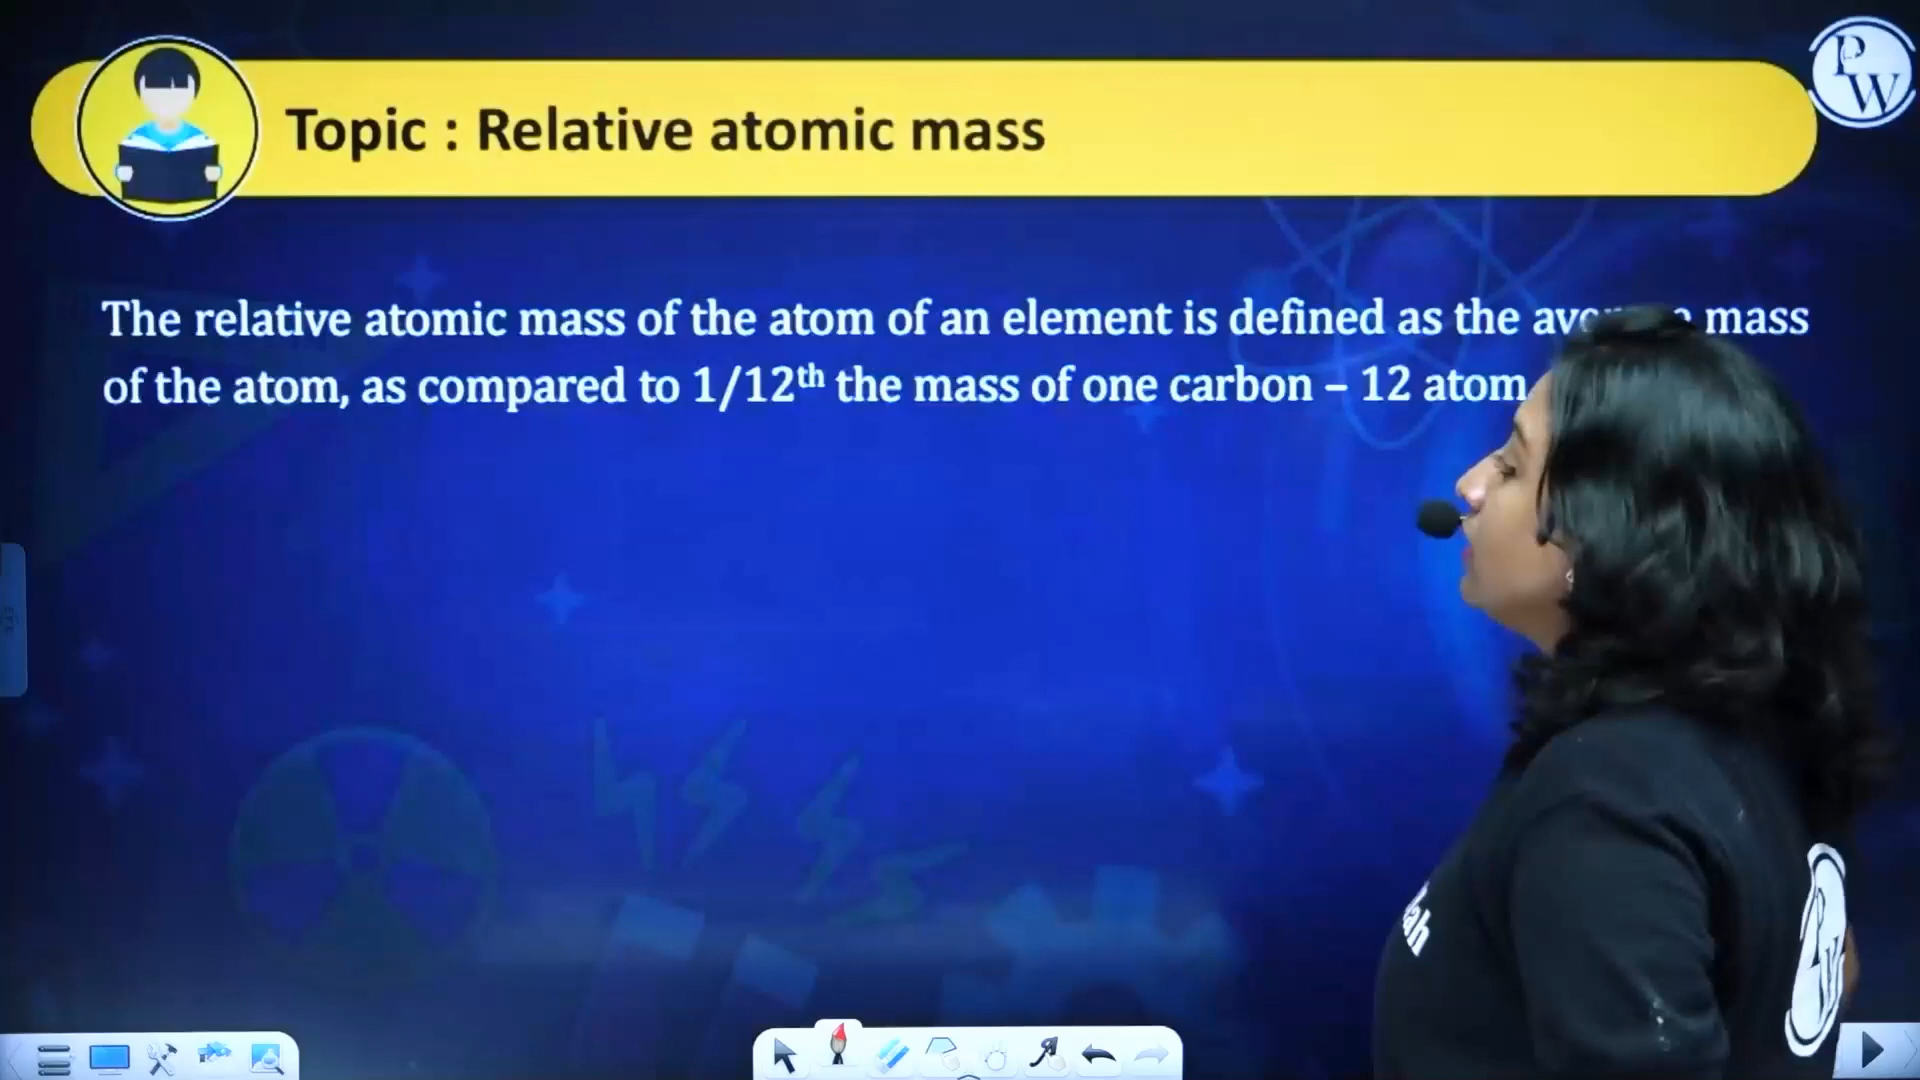 PW
Topic : Relative atomic mass
The relative atomic mass of the atom of an element is defined as the mass
of the atom, as compared to 1/12th the mass of one carbon – 12 atom